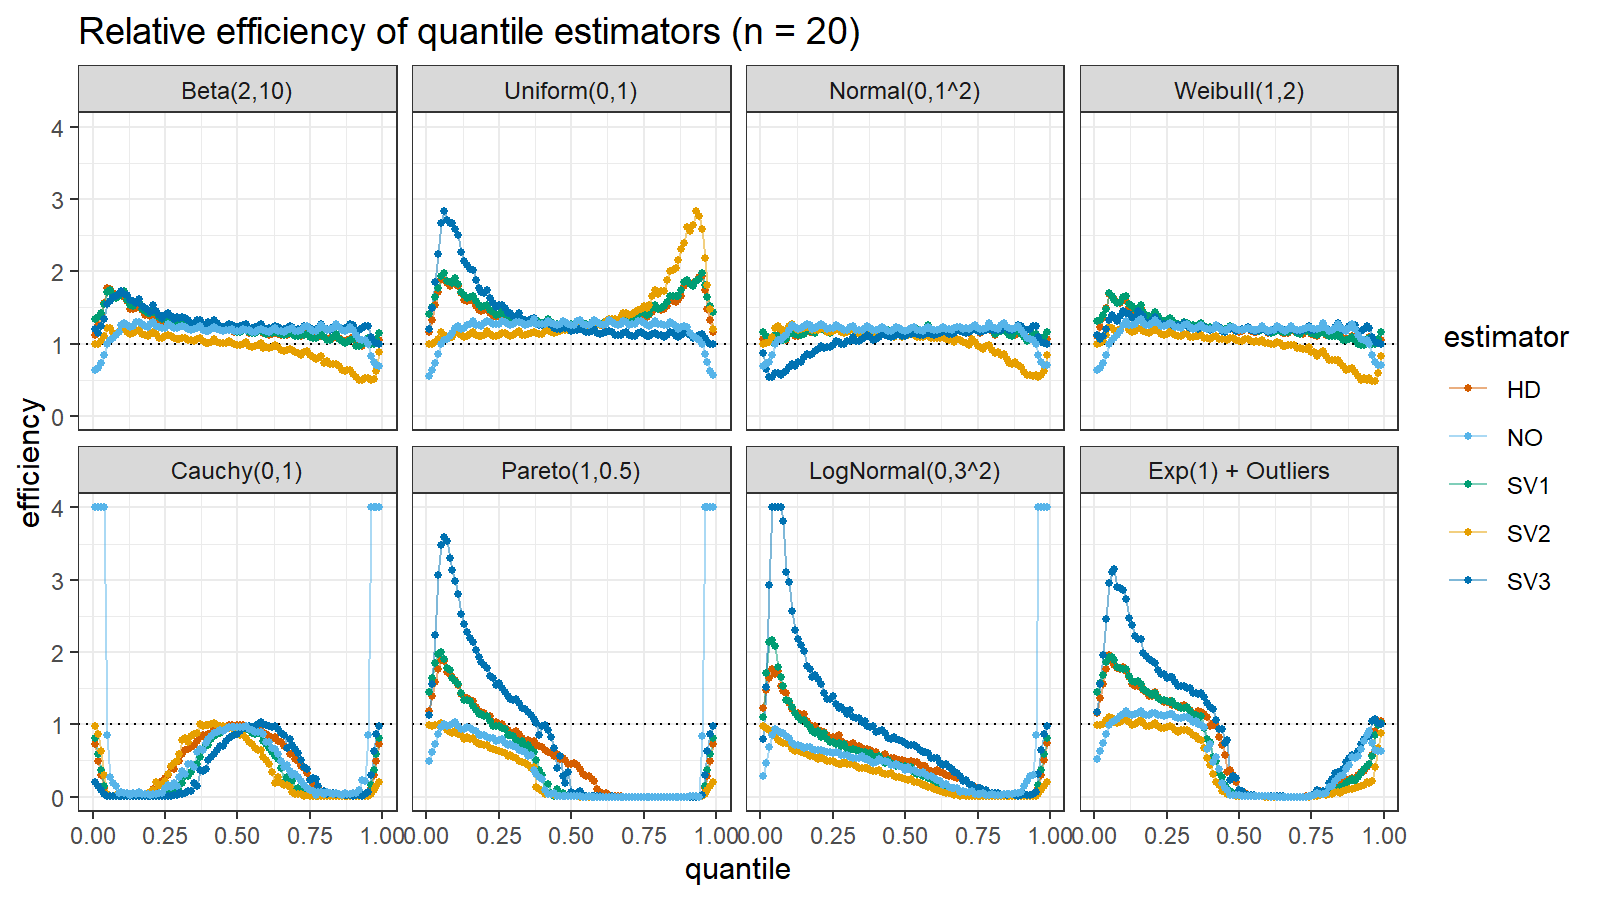 Relative efficiency of quantile estimators (n = 20)
Beta(2,10)
Uniform(0,1)
Normal(0,1^2)
Weibull(1,2)
4
3
2
1
0
Cauchy(0,1)
Pareto(1,0.5)
LogNormal(0,3^2)
Exp(1) + Outliers
4
3
2
1
0
efficiency
0.00 0.25 0.50 0.75 1.00
0.00 0.25 0.50 0.75 1.00
0.00 0.25 0.50 0.75 1.00
0.00 0.25 0.50 0.75 1.00
quantile
estimator
HD
NO
SV1
SV2
SV3